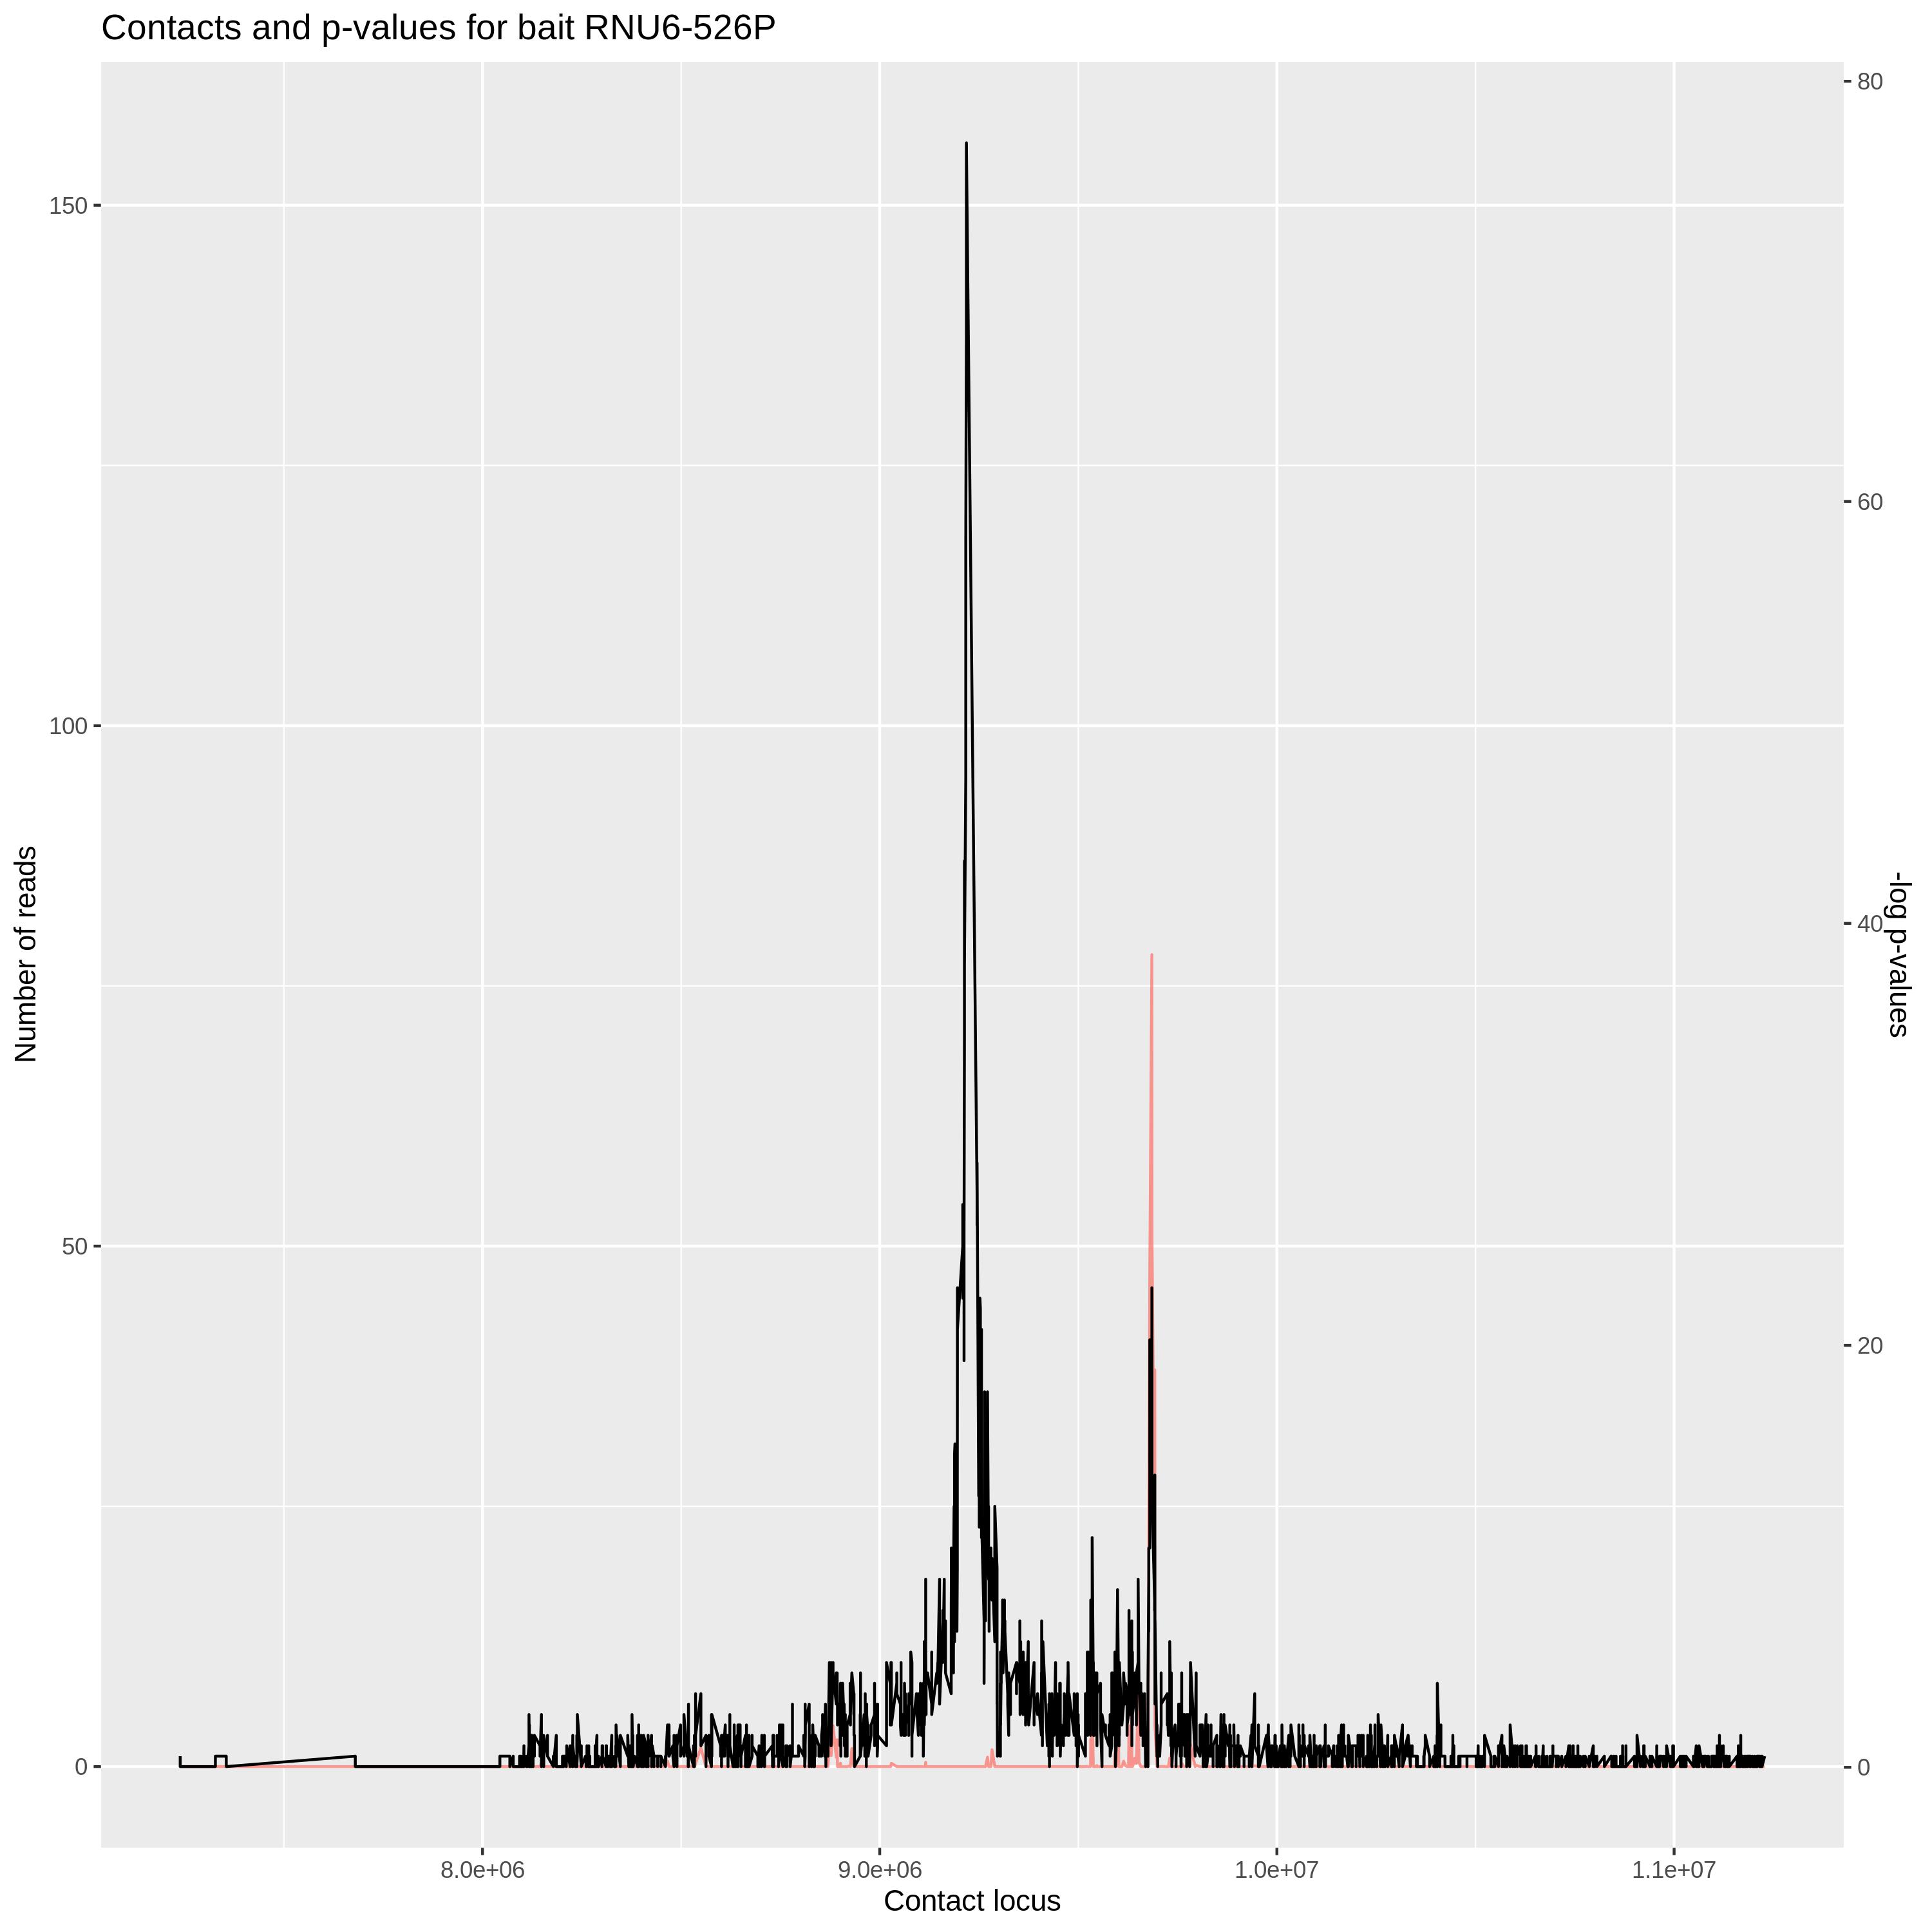 Contacts and p-values for bait RNU6-526P
80
150
60
100
40
Number of reads
-log p-values
50
20
0
0
8.0e+06
9.0e+06
1.0e+07
1.1e+07
Contact locus